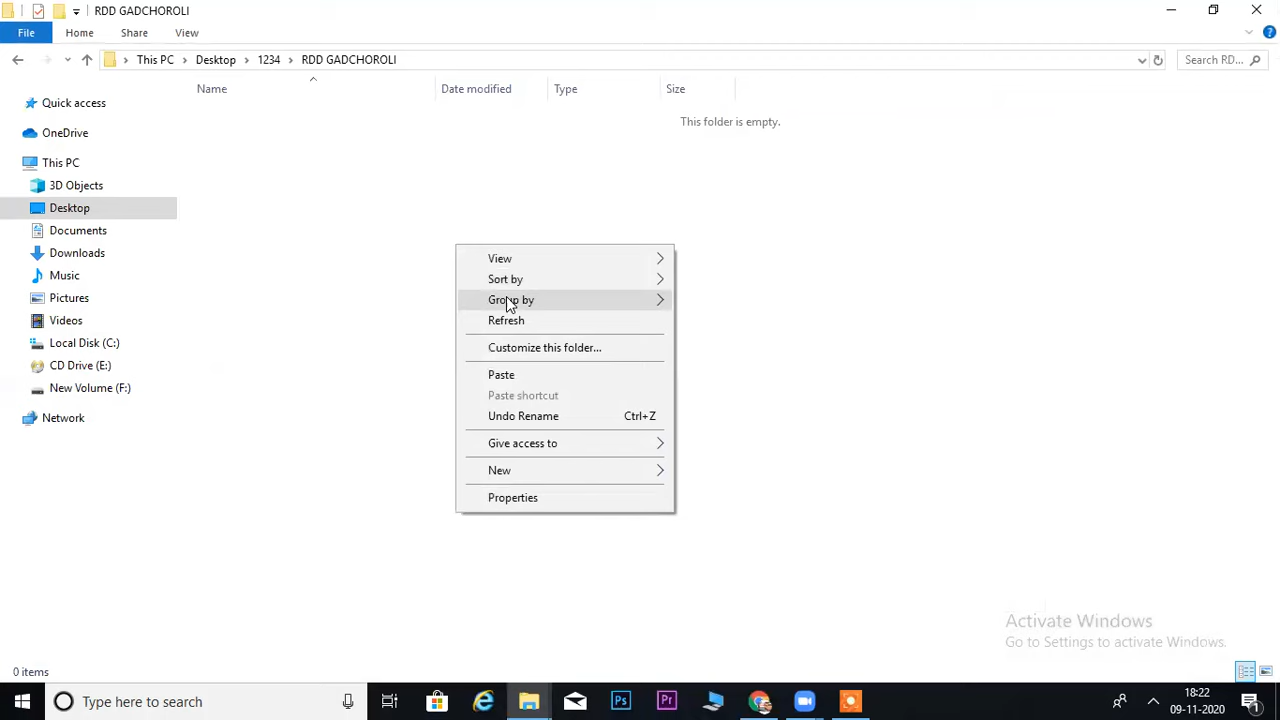 RDD GADCHOROLI
File Home Share View
This PC Desktop 1234 RDD GADCHOROLI Search RD...
Name Date modified Type Size
This folder is empty.
Quick access
OneDrive
This PC
3D Objects
Desktop
Documents
Downloads
Music
Pictures
Videos
Local Disk (C:)
CD Drive (E:)
New Volume (F:)
Network
View
Sort by
Group by
Refresh
Customize this folder...
Paste
Paste shortcut
Undo Rename Ctrl+Z
Give access to
New
Properties
Activate Windows
Go to Settings to activate Windows.
0 items
Type here to search
Ps
Pr
18:22
09-11-2020
1